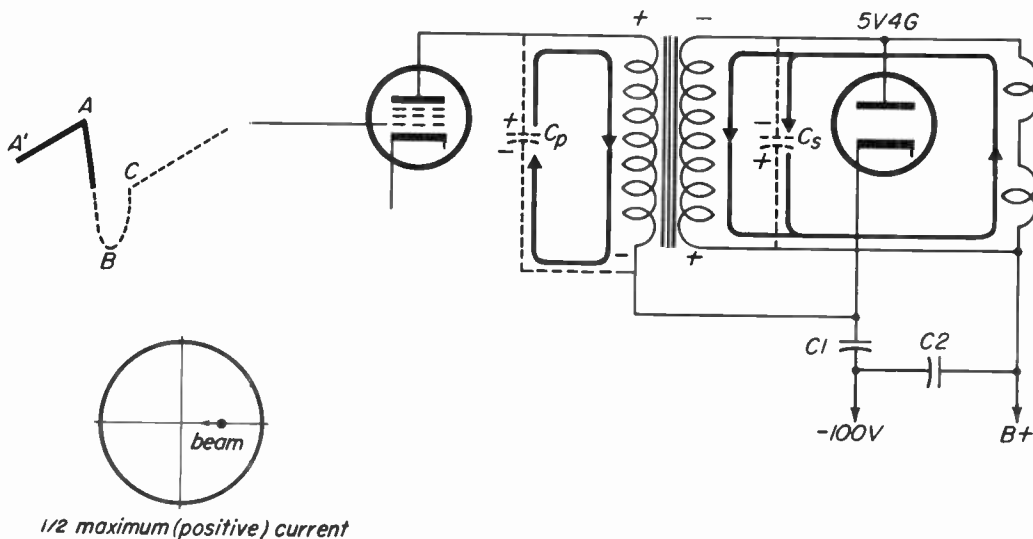 + -
5V4G
A
A'
C
B
+
-
Cp
-
+
Cs
-
+
C1
C2
-100V
B+
beam
1/2 maximum (positive) current